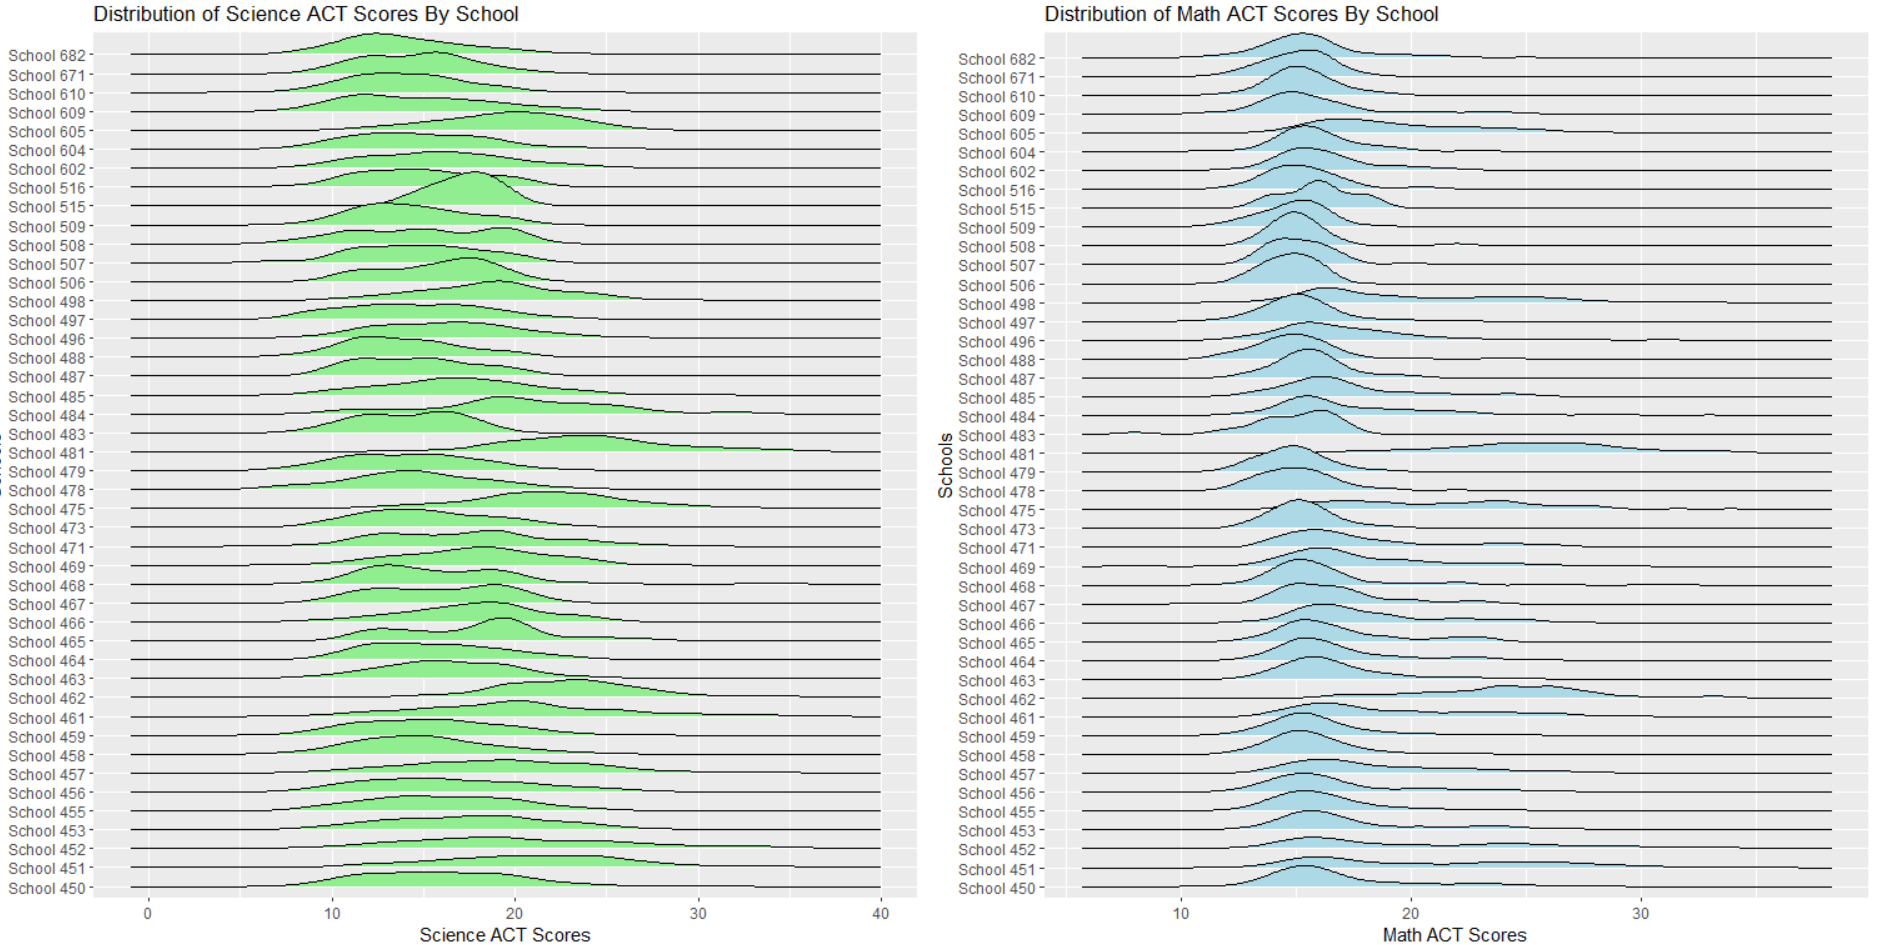 Distribution of Science ACT Scores By School
School 682
School 671
School 610
School 609
School 605
School 604
School 602
School 516
School 515
School 509
School 508
School 507
School 506
School 498
School 497
School 496
School 488
School 487
School 485
School 484
School 483
School 481
School 479
School 478
School 475
School 473
School 471
School 469
School 468
School 467
School 466
School 465
School 464
School 463
School 462
School 461
School 459
School 458
School 457
School 456
School 455
School 453
School 452
School 451
School 450
0 10 20 30 40
Science ACT Scores
Distribution of Math ACT Scores By School
Schools
School 682
School 671
School 610
School 609
School 605
School 604
School 602
School 516
School 515
School 509
School 508
School 507
School 506
School 498
School 497
School 496
School 488
School 487
School 485
School 484
School 483
School 481
School 479
School 478
School 475
School 473
School 471
School 469
School 468
School 467
School 466
School 465
School 464
School 463
School 462
School 461
School 459
School 458
School 457
School 456
School 455
School 453
School 452
School 451
School 450
10 20 30
Math ACT Scores